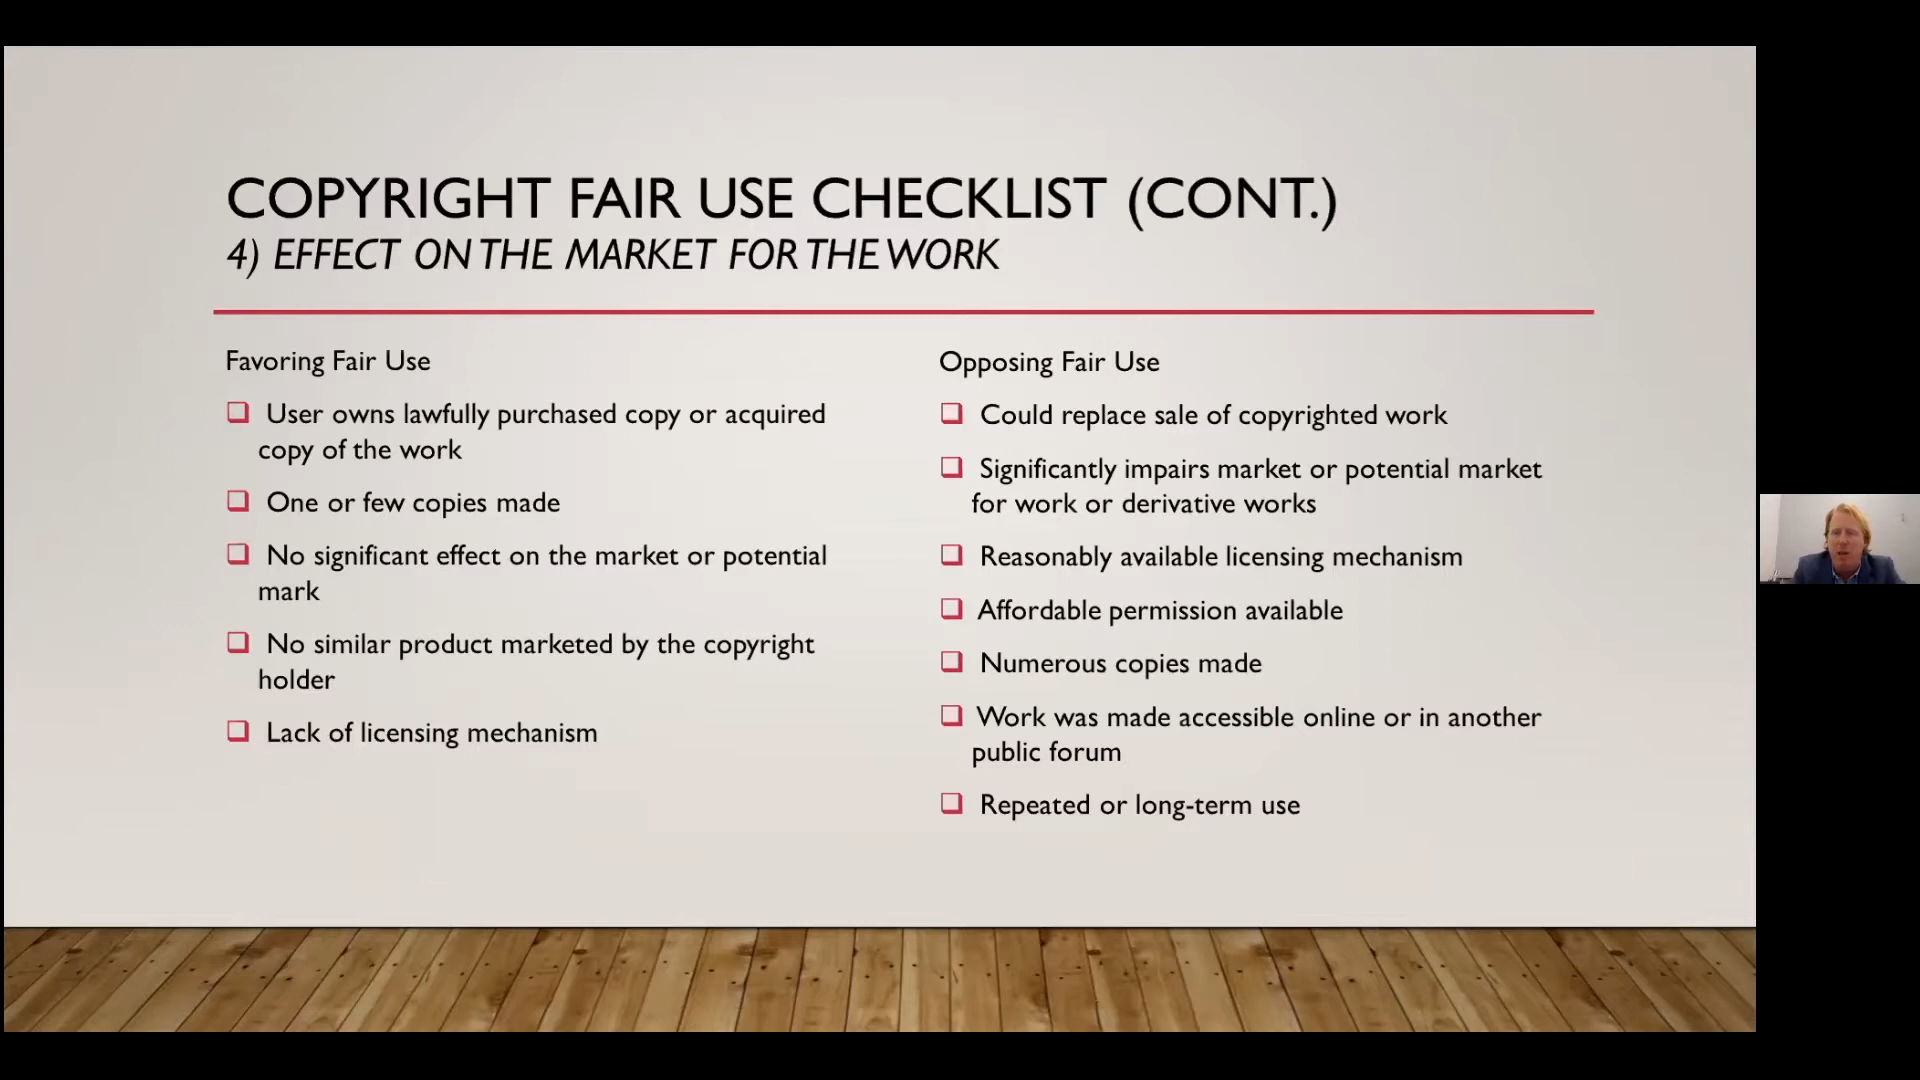 COPYRIGHT FAIR USE CHECKLIST (CONT.)
4) EFFECT ON THE MARKET FOR THE WORK
Favoring Fair Use
User owns lawfully purchased copy or acquired
copy of the work
One or few copies made
No significant effect on the market or potential
mark
No similar product marketed by the copyright
holder
Lack of licensing mechanism
Opposing Fair Use
Could replace sale of copyrighted work
Significantly impairs market or potential market
for work or derivative works
Reasonably available licensing mechanism
Affordable permission available
Numerous copies made
Work was made accessible online or in another
public forum
Repeated or long-term use